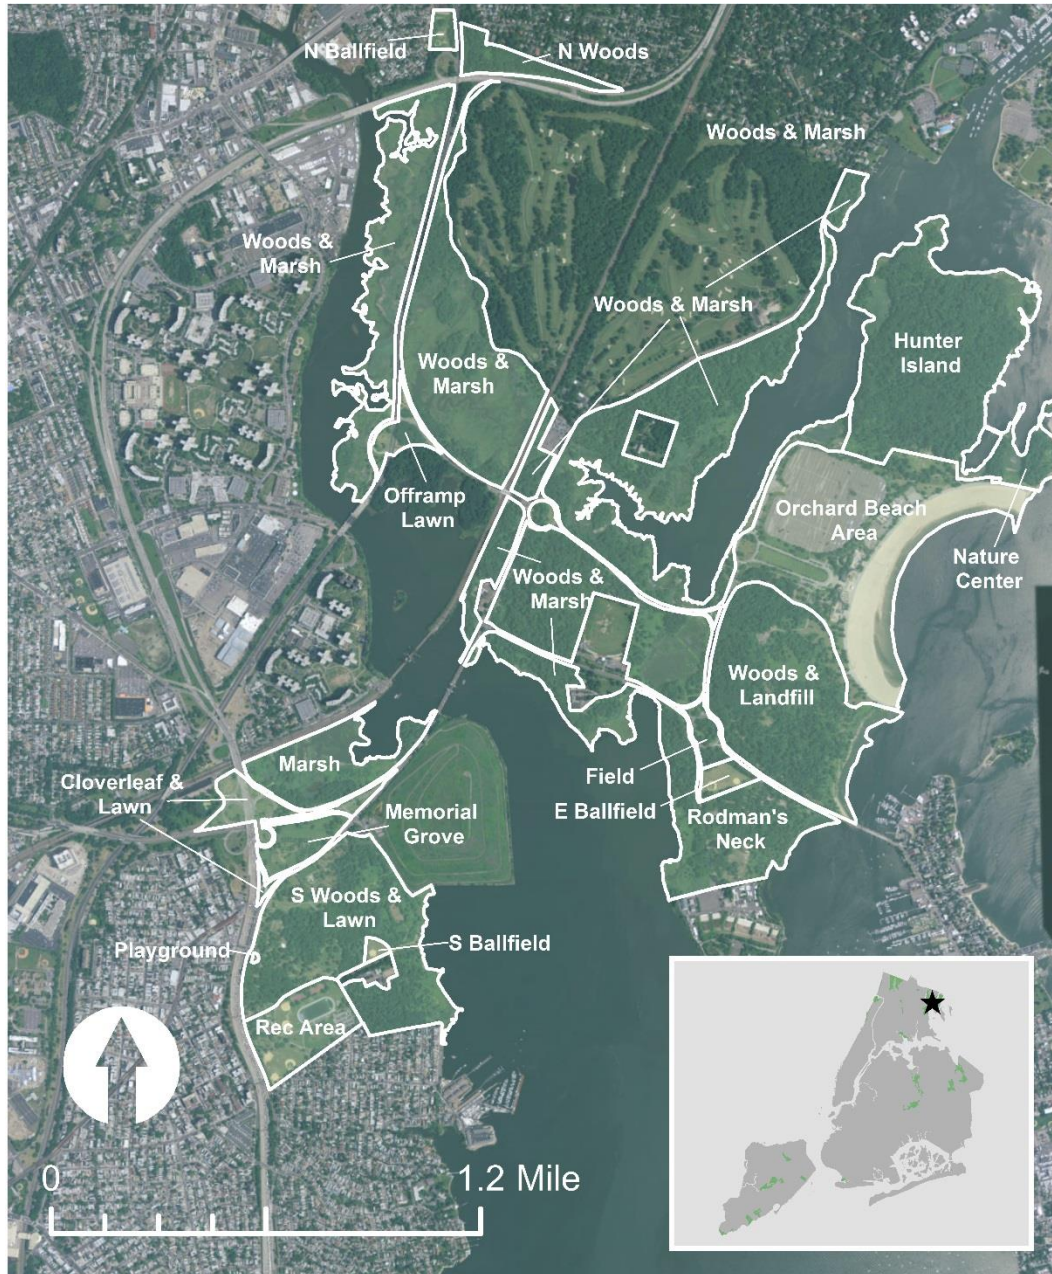 N Ballfield
N Woods
Woods & Marsh
Woods &
Marsh
Woods & Marsh
Hunter
Island
Woods &
Marsh
Offramp
Lawn
Orchard Beach
Area
Nature
Center
Woods &
Marsh
Woods &
Landfill
Marsh
Cloverleaf &
Lawn
Field
E Ballfield
Memorial
Grove
Rodman's
Neck
S Woods &
Lawn
Playground
S Ballfield
Rec Area
0
1.2 Mile